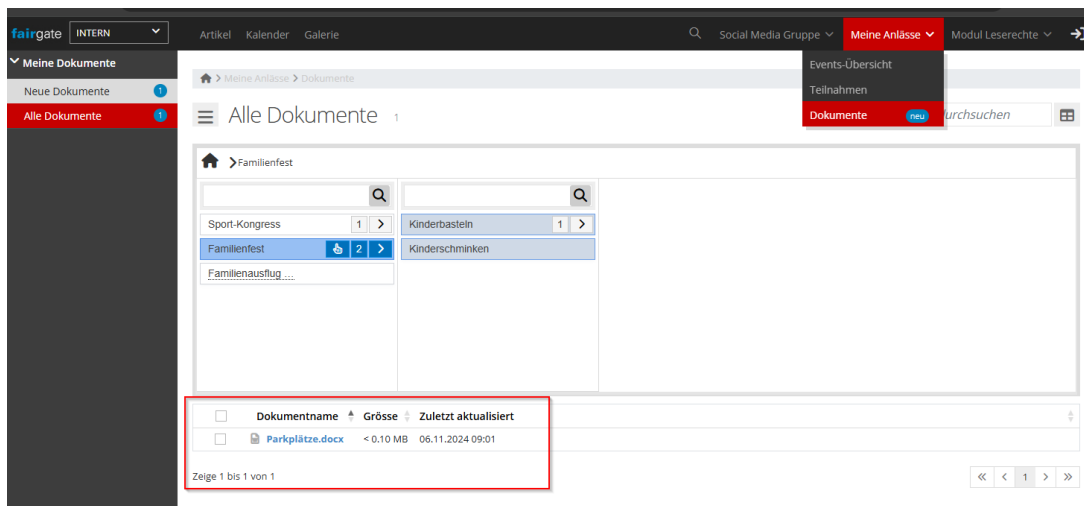 fairgate INTERN Artikel Kalender Galerie Social Media Gruppe Meine Anlässe Modul Leserechte
Meine Dokumente
Neue Dokumente 1
Alle Dokumente 1
Events-Übersicht
Teilnahmen
Dokumente neu
Meine Anlässe > Dokumente
Alle Dokumente 1
durchsuchen
Familienfest
Sport-Kongress 1
Familienfest 2
Familienausflug ...
Kinderbasteln 1
Kinderschminken
Dokumentname Grösse Zuletzt aktualisiert
Parkplätze.docx < 0.10 MB 06.11.2024 09:01
Zeige 1 bis 1 von 1
« < 1 > »